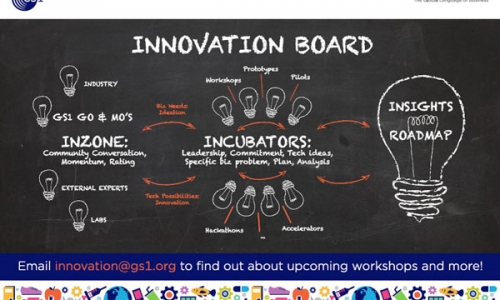 GS1
The Global Language of Business
INNOVATION BOARD
Prototypes
Workshops
Pilots
INDUSTRY
Biz Needs:
Ideation
GS1 GO & MO'S
INSIGHTS
ROADMAP
INZONE:
Community Conversation,
Momentum, Rating
INCUBATORS:
Leadership, Commitment, Tech ideas,
Specific biz problem, Plan, Analysis
EXTERNAL EXPERTS
Tech Possibilities:
Innovation
LABS
Hackathons
...
Accelerators
Email innovation@gs1.org to find out about upcoming workshops and more!